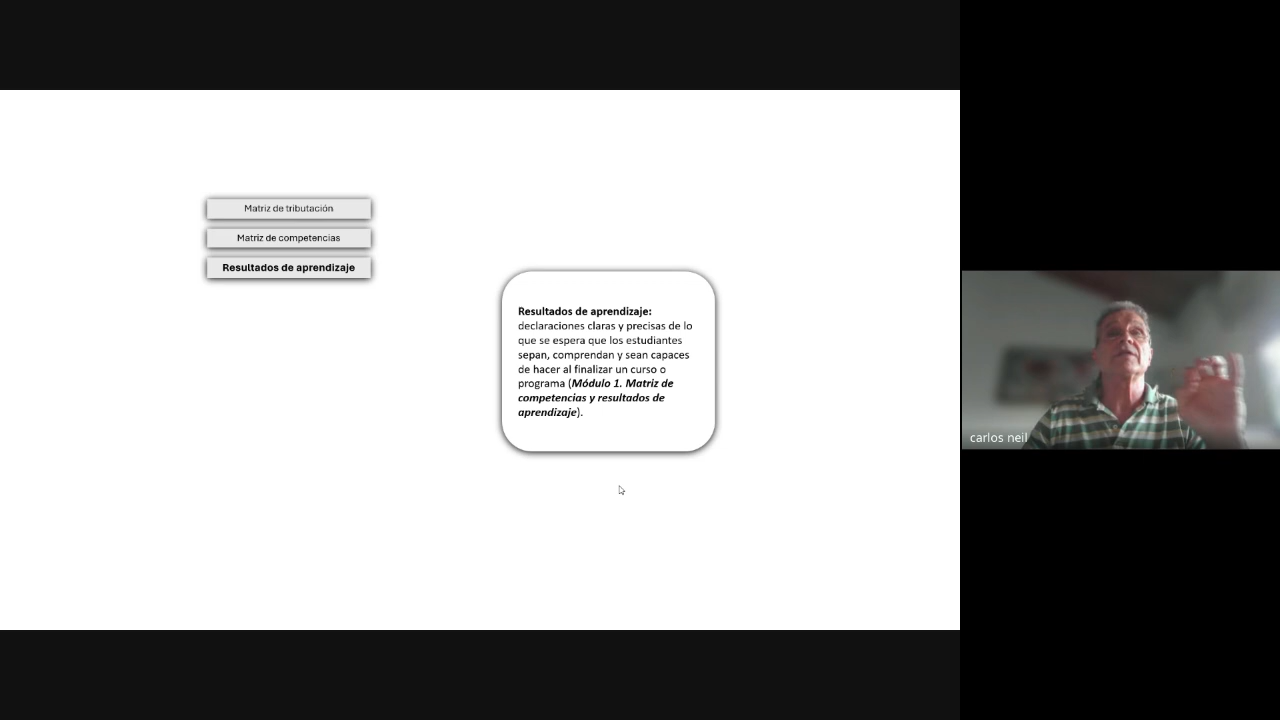 Matriz de tributación
Matriz de competencias
Resultados de aprendizaje
Resultados de aprendizaje:
declaraciones claras y precisas de lo
que se espera que los estudiantes
sepan, comprendan y sean capaces
de hacer al finalizar un curso o
programa (Módulo 1. Matriz de
competencias y resultados de
aprendizaje).
carlos neil